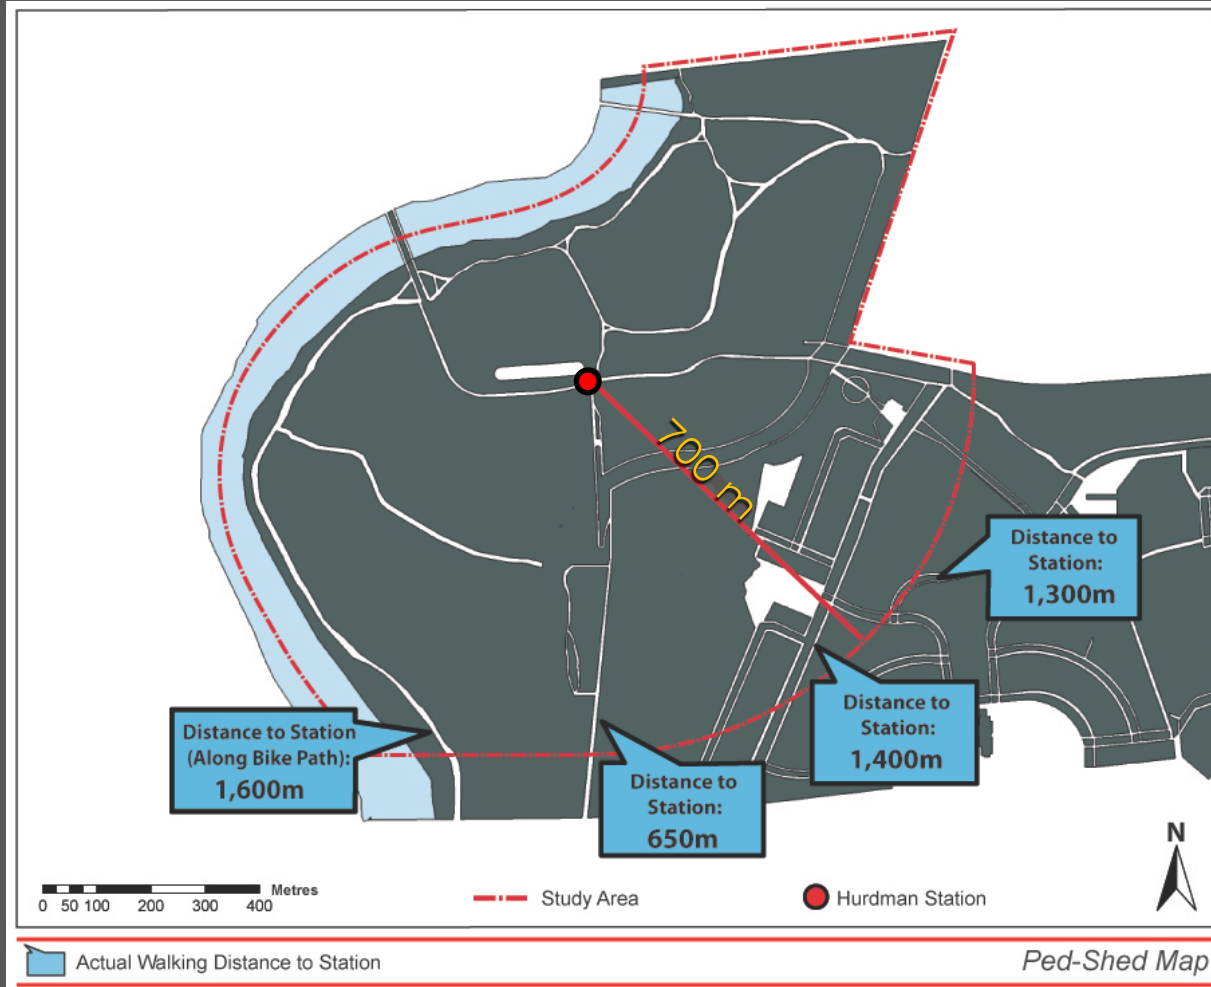 700 m
Distance to
Station:
1,300m
Distance to
Station:
1,400m
Distance to Station
(Along Bike Path):
1,600m
Distance to
Station:
650m
N
Metres
0 50 100 200 300 400
Study Area
Hurdman Station
Actual Walking Distance to Station
Ped-Shed Map